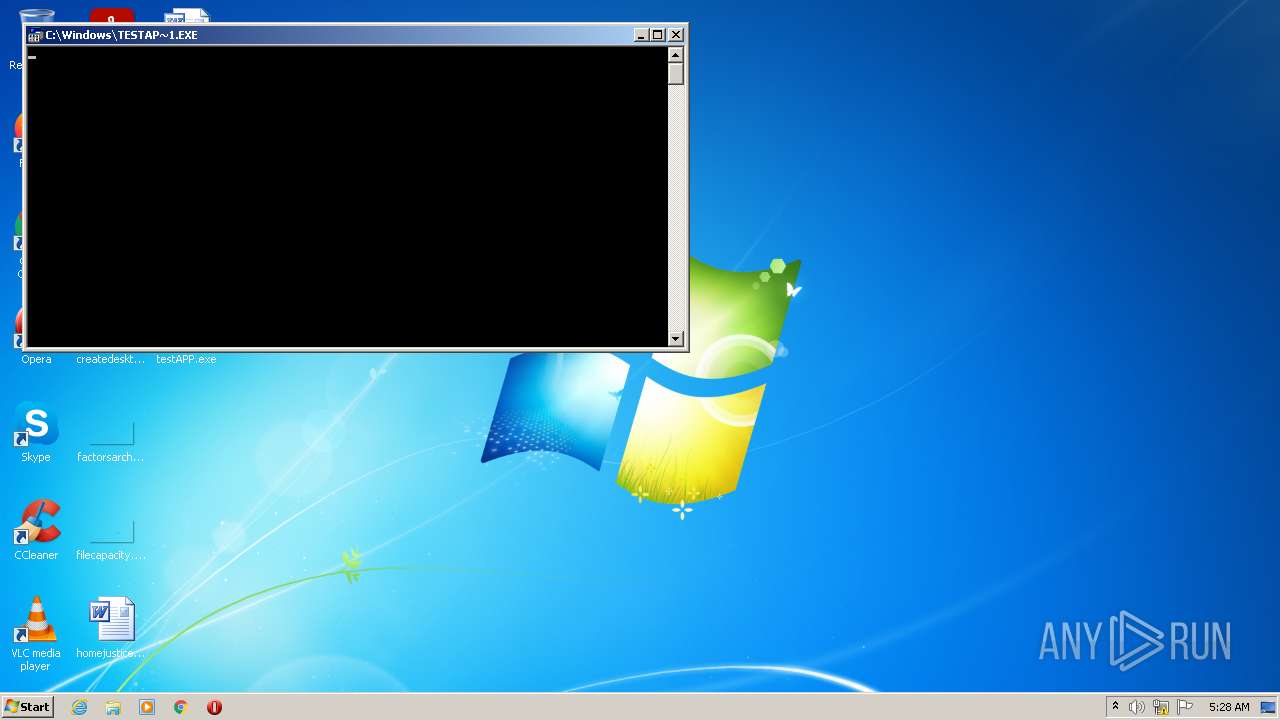 C:\Windows\TESTAP~1.EXE
Opera
createdeskt...
testAPP.exe
Skype
factorsarch...
CCleaner
filecapacity....
VLC media
player
homejustice...
ANY RUN
Start
5:28 AM